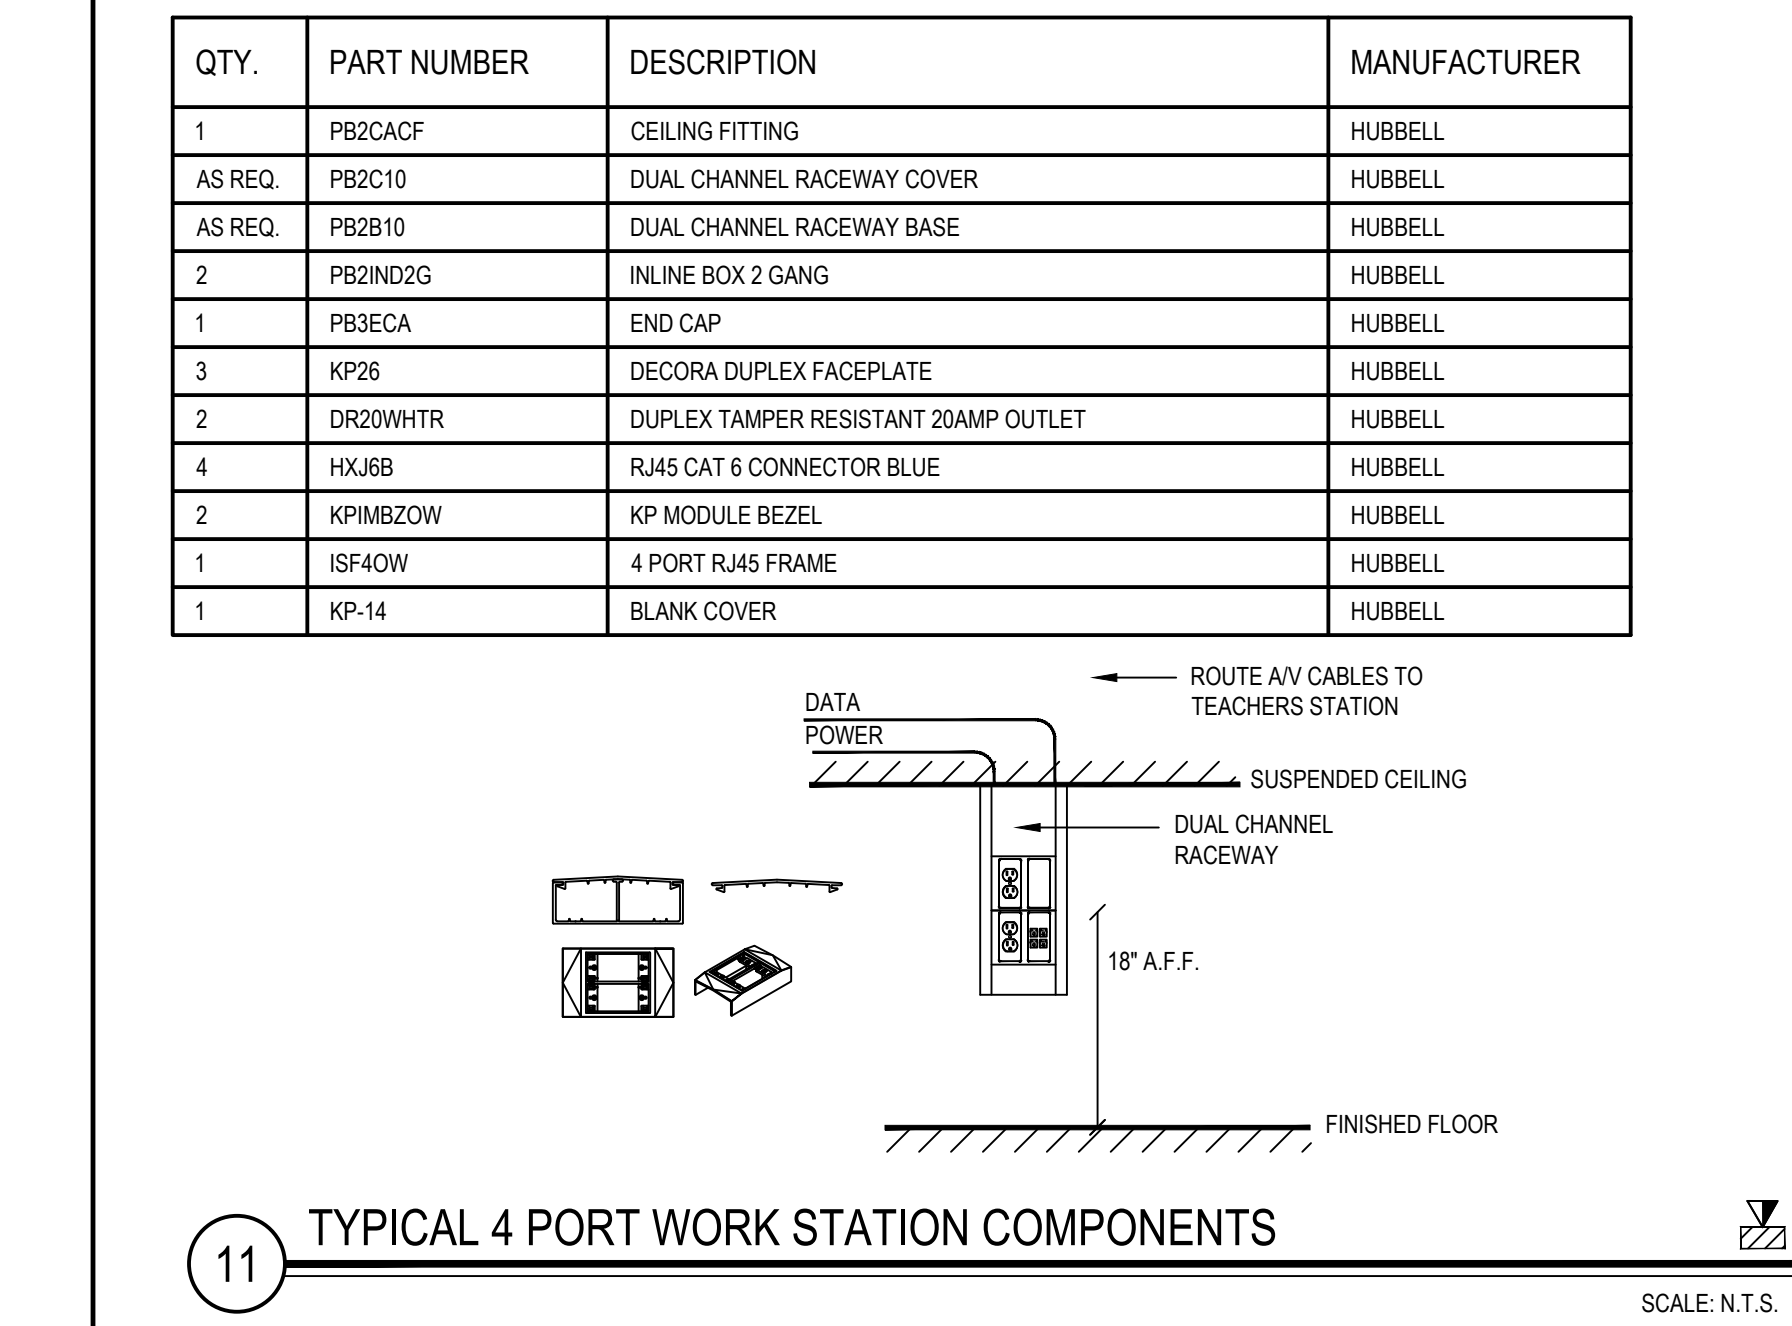 QTY. PART NUMBER DESCRIPTION MANUFACTURER
1 PB2CACF CEILING FITTING HUBBELL
AS REQ. PB2C10 DUAL CHANNEL RACEWAY COVER HUBBELL
AS REQ. PB2B10 DUAL CHANNEL RACEWAY BASE HUBBELL
2 PB2IND2G INLINE BOX 2 GANG HUBBELL
1 PB3ECA END CAP HUBBELL
3 KP26 DECORA DUPLEX FACEPLATE HUBBELL
2 DR20WHTR DUPLEX TAMPER RESISTANT 20AMP OUTLET HUBBELL
4 HXJ6B RJ45 CAT 6 CONNECTOR BLUE HUBBELL
2 KPIMBZOW KP MODULE BEZEL HUBBELL
1 ISF4OW 4 PORT RJ45 FRAME HUBBELL
1 KP-14 BLANK COVER HUBBELL
ROUTE A/V CABLES TO
TEACHERS STATION
DATA
POWER
SUSPENDED CEILING
DUAL CHANNEL
RACEWAY
18" A.F.F.
FINISHED FLOOR
11 TYPICAL 4 PORT WORK STATION COMPONENTS
SCALE: N.T.S.